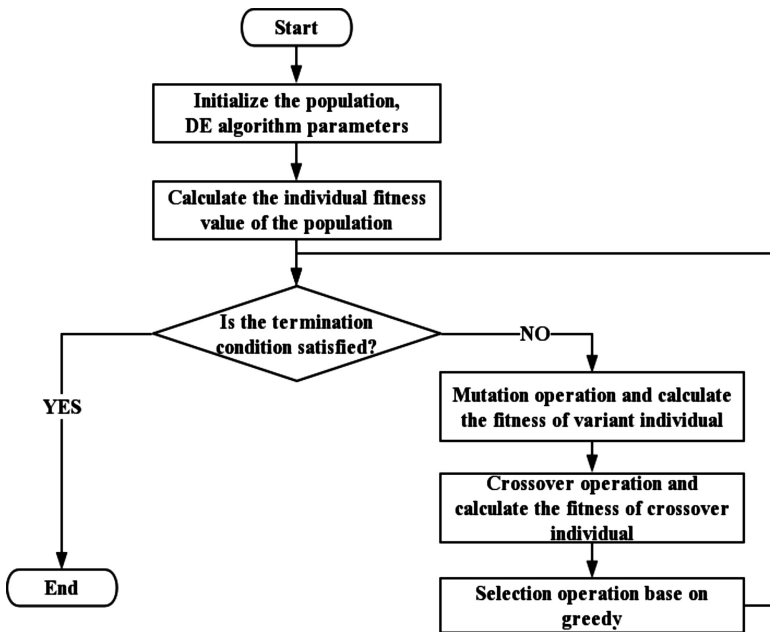 Start
Initialize the population,
DE algorithm parameters
Calculate the individual fitness
value of the population
Is the termination
condition satisfied?
NO
YES
Mutation operation and calculate
the fitness of variant individual
Crossover operation and
calculate the fitness of crossover
individual
Selection operation base on
greedy
End